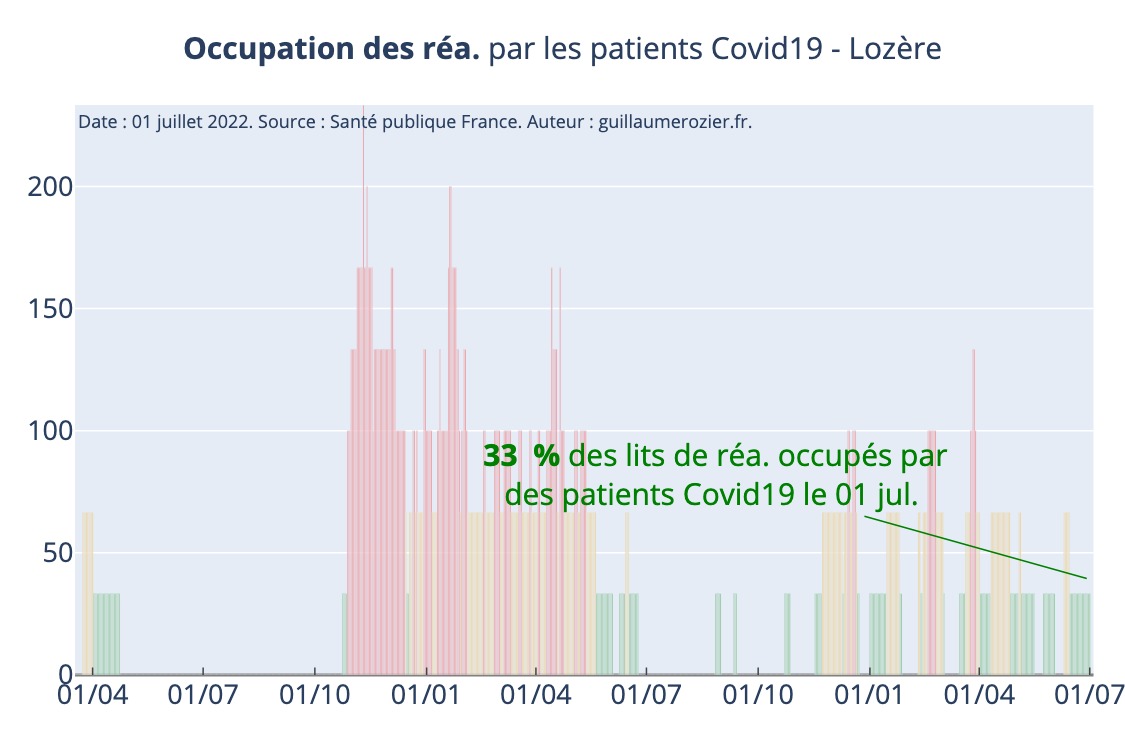 Occupation des réa. par les patients Covid19 - Lozère
Date : 01 juillet 2022. Source : Santé publique France. Auteur : guillaumerozier.fr.
200
150
100
33 % des lits de réa. occupés par
des patients Covid19 le 01 jul.
50
0
01/04 01/07 01/10 01/01 01/04 01/07 01/10 01/01 01/04 01/07